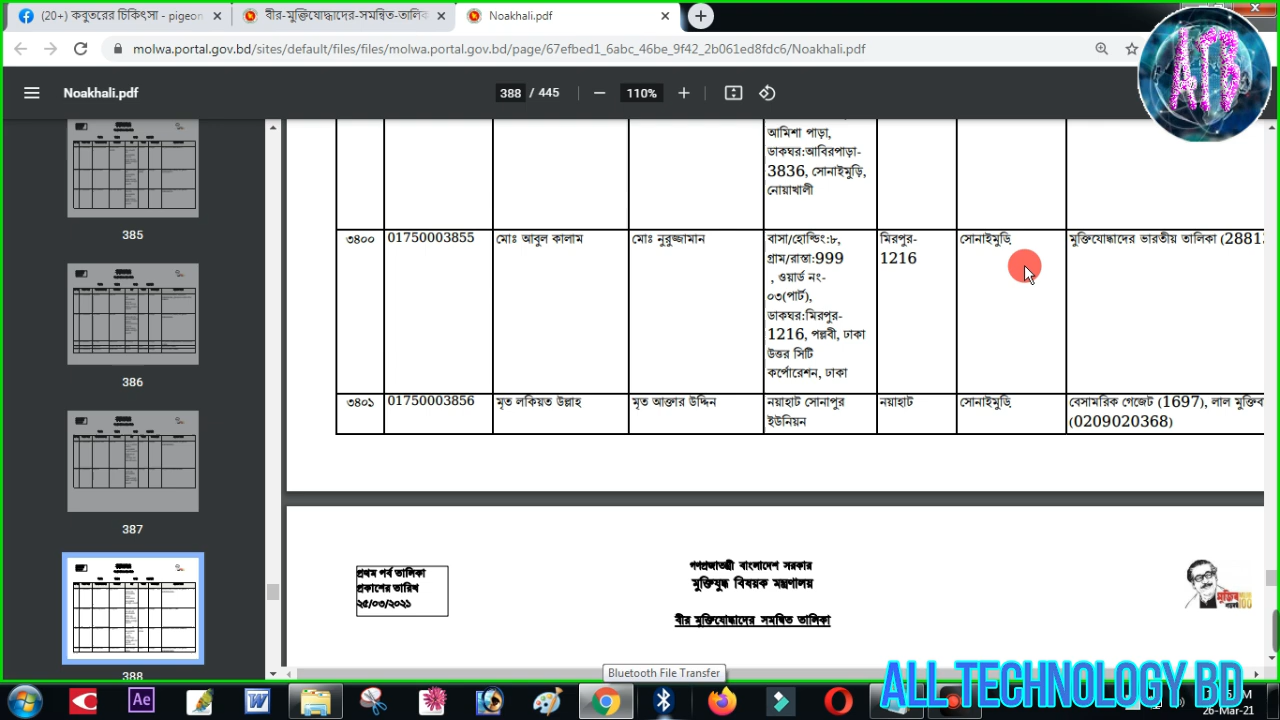 (20+) কবুতরের চিকিৎসা - pigeon
বীর-মুক্তিযোদ্ধাদের-সমন্বিত-তালিক
Noakhali.pdf
molwa.portal.gov.bd/sites/default/files/files/molwa.portal.gov.bd/page/67efbed1_6abc_46be_9f42_2b061ed8fdc6/Noakhali.pdf
Noakhali.pdf
388 / 445
110%
385
386
387
388
আমিশা পাড়া,
ডাকঘর:আবিরপাড়া-
3836, সোনাইমুড়ি,
নোয়াখালী
৩৪০০ 01750003855 মোঃ আবুল কালাম মোঃ নুরুজ্জামান বাসা/হোল্ডিং:৮, মিরপুর- সোনাইমুড়ি মুক্তিযোদ্ধাদের ভারতীয় তালিকা (2881
গ্রাম/রাস্তা:999 1216
, ওয়ার্ড নং-
০৩(পার্ট),
ডাকঘর:মিরপুর-
1216, পল্লবী, ঢাকা
উত্তর সিটি
কর্পোরেশন, ঢাকা
৩৪০১ 01750003856 মৃত লকিয়ত উল্লাহ মৃত আক্তার উদ্দিন নয়াহাট সোনাপুর নয়াহাট সোনাইমুড়ি বেসামরিক গেজেট (1697), লাল মুক্তিব
ইউনিয়ন (0209020368)
প্রথম পর্ব তালিকা
প্রকাশের তারিখ
২৫/০৩/২০২১
গণপ্রজাতন্ত্রী বাংলাদেশ সরকার
মুক্তিযুদ্ধ বিষয়ক মন্ত্রণালয়
বীর মুক্তিযোদ্ধাদের সমন্বিত তালিকা
Bluetooth File Transfer
ALL TECHNOLOGY BD
26-Mar-21